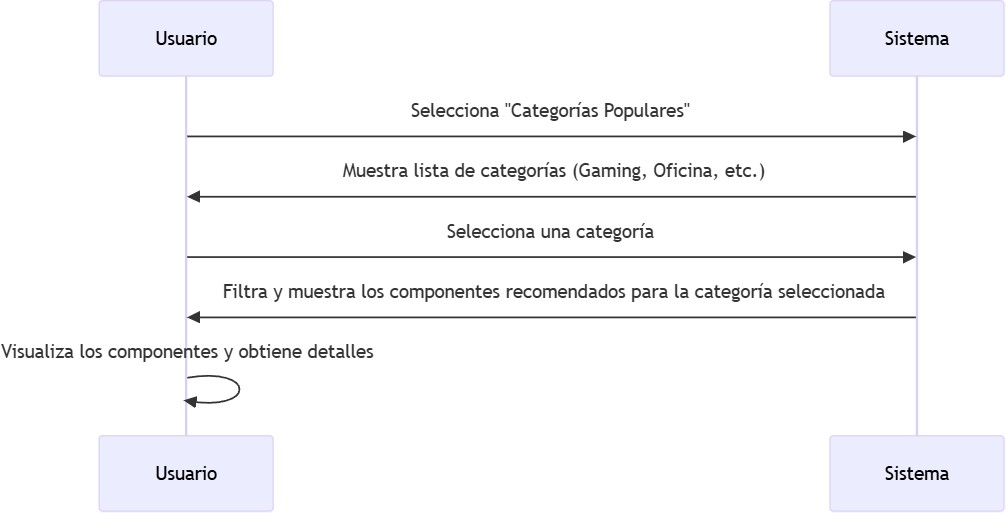 Usuario
Sistema
Selecciona "Categorías Populares"
Muestra lista de categorías (Gaming, Oficina, etc.)
Selecciona una categoría
Filtra y muestra los componentes recomendados para la categoría seleccionada
Visualiza los componentes y obtiene detalles
Usuario
Sistema